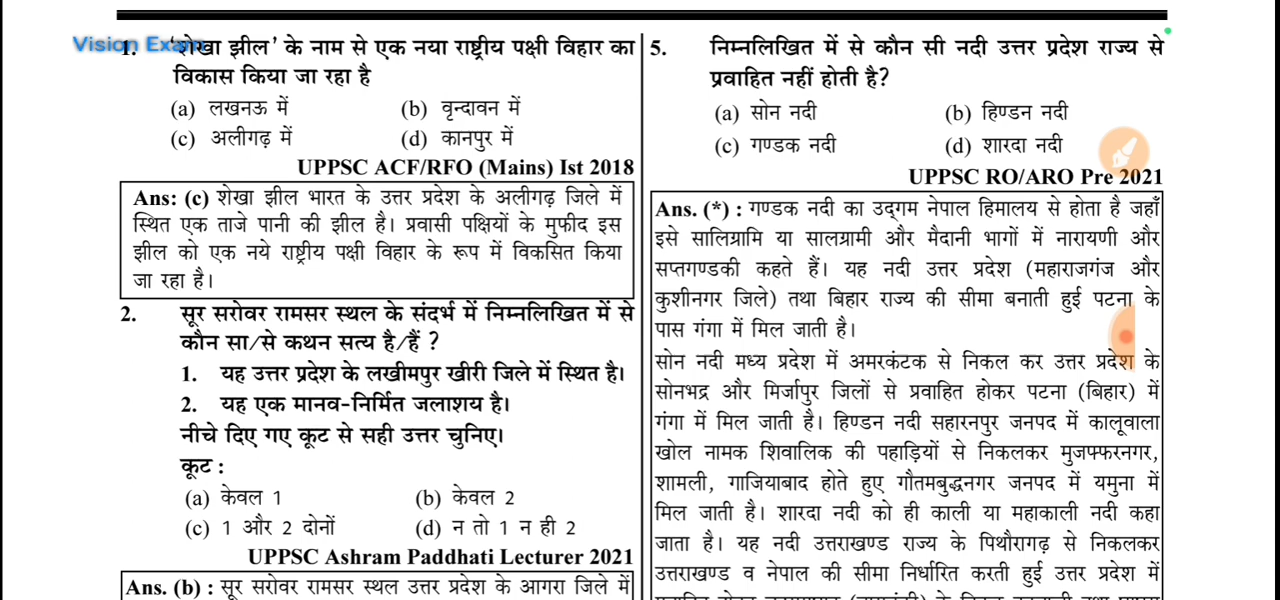 Vision Exam
1. 'शेखा झील' के नाम से एक नया राष्ट्रीय पक्षी विहार का
विकास किया जा रहा है
(a) लखनऊ में (b) वृन्दावन में
(c) अलीगढ़ में (d) कानपुर में
UPPSC ACF/RFO (Mains) Ist 2018
Ans: (c) शेखा झील भारत के उत्तर प्रदेश के अलीगढ़ जिले में
स्थित एक ताजे पानी की झील है। प्रवासी पक्षियों के मुफीद इस
झील को एक नये राष्ट्रीय पक्षी विहार के रूप में विकसित किया
जा रहा है।
2. सूर सरोवर रामसर स्थल के संदर्भ में निम्नलिखित में से
कौन सा/से कथन सत्य है/हैं ?
1. यह उत्तर प्रदेश के लखीमपुर खीरी जिले में स्थित है।
2. यह एक मानव-निर्मित जलाशय है।
नीचे दिए गए कूट से सही उत्तर चुनिए।
कूट :
(a) केवल 1 (b) केवल 2
(c) 1 और 2 दोनों (d) न तो 1 न ही 2
UPPSC Ashram Paddhati Lecturer 2021
Ans. (b) : सूर सरोवर रामसर स्थल उत्तर प्रदेश के आगरा जिले में
5. निम्नलिखित में से कौन सी नदी उत्तर प्रदेश राज्य से
प्रवाहित नहीं होती है?
(a) सोन नदी (b) हिण्डन नदी
(c) गण्डक नदी (d) शारदा नदी
UPPSC RO/ARO Pre 2021
Ans. (*) : गण्डक नदी का उद्गम नेपाल हिमालय से होता है जहाँ
इसे सालिग्रामि या सालग्रामी और मैदानी भागों में नारायणी और
सप्तगण्डकी कहते हैं। यह नदी उत्तर प्रदेश (महाराजगंज और
कुशीनगर जिले) तथा बिहार राज्य की सीमा बनाती हुई पटना के
पास गंगा में मिल जाती है।
सोन नदी मध्य प्रदेश में अमरकंटक से निकल कर उत्तर प्रदेश के
सोनभद्र और मिर्जापुर जिलों से प्रवाहित होकर पटना (बिहार) में
गंगा में मिल जाती है। हिण्डन नदी सहारनपुर जनपद में कालूवाला
खोल नामक शिवालिक की पहाड़ियों से निकलकर मुजफ्फरनगर,
शामली, गाजियाबाद होते हुए गौतमबुद्धनगर जनपद में यमुना में
मिल जाती है। शारदा नदी को ही काली या महाकाली नदी कहा
जाता है। यह नदी उत्तराखण्ड राज्य के पिथौरागढ़ से निकलकर
उत्तराखण्ड व नेपाल की सीमा निर्धारित करती हुई उत्तर प्रदेश में